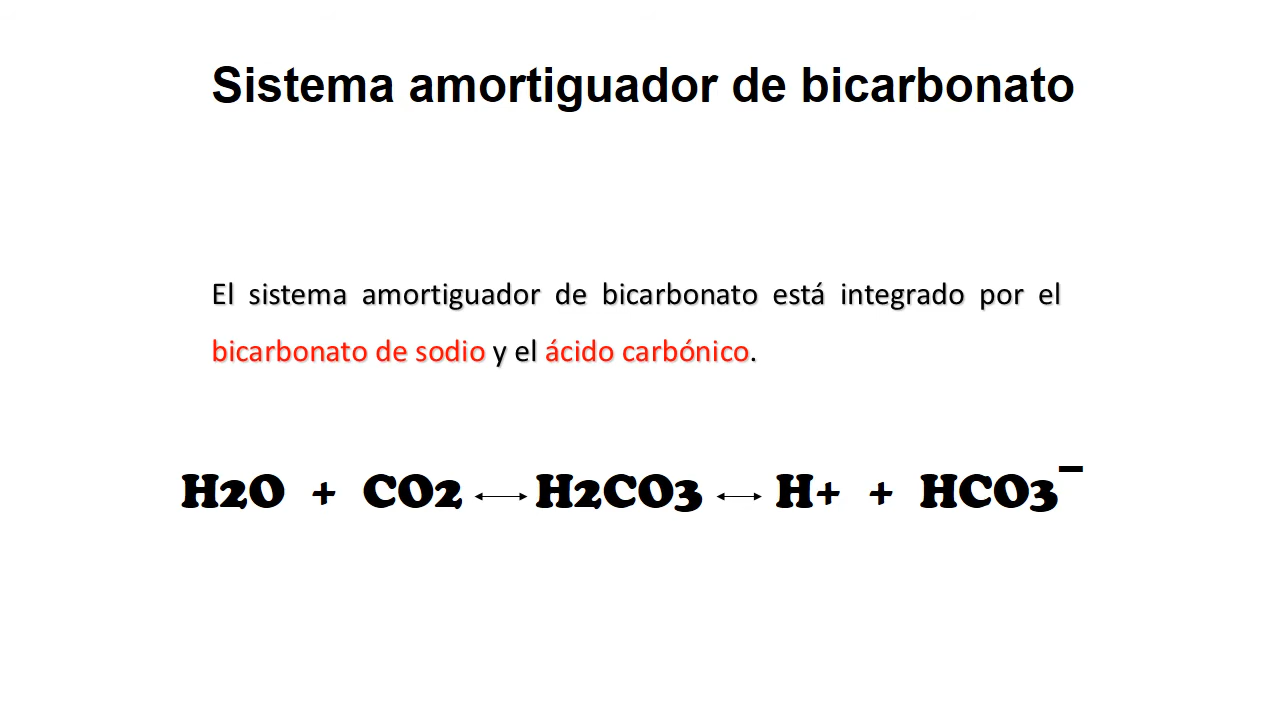 Sistema amortiguador de bicarbonato
El sistema amortiguador de bicarbonato está integrado por el
bicarbonato de sodio y el ácido carbónico.
H2O + CO2 ⟷ H2CO3 ⟷ H+ + HCO3⁻